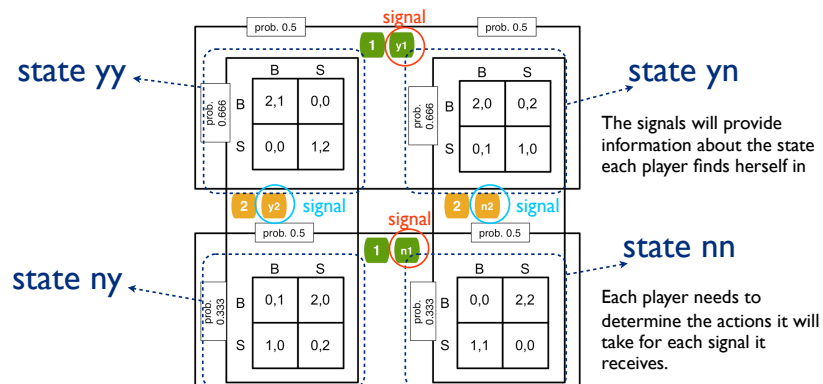 signal
prob. 0.5
prob. 0.5
1 y1
state yy
state yn
B S
B S
prob. 0.666
B 2,1 0,0
prob. 0.666
B 2,0 0,2
S 0,0 1,2
S 0,1 1,0
The signals will provide
information about the state
each player finds herself in
2 y2 signal
signal
2 n2 signal
prob. 0.5
prob. 0.5
1 n1
state ny
state nn
B S
B S
prob. 0.333
B 0,1 2,0
prob. 0.333
B 0,0 2,2
S 1,0 0,2
S 1,1 0,0
Each player needs to
determine the actions it will
take for each signal it
receives.